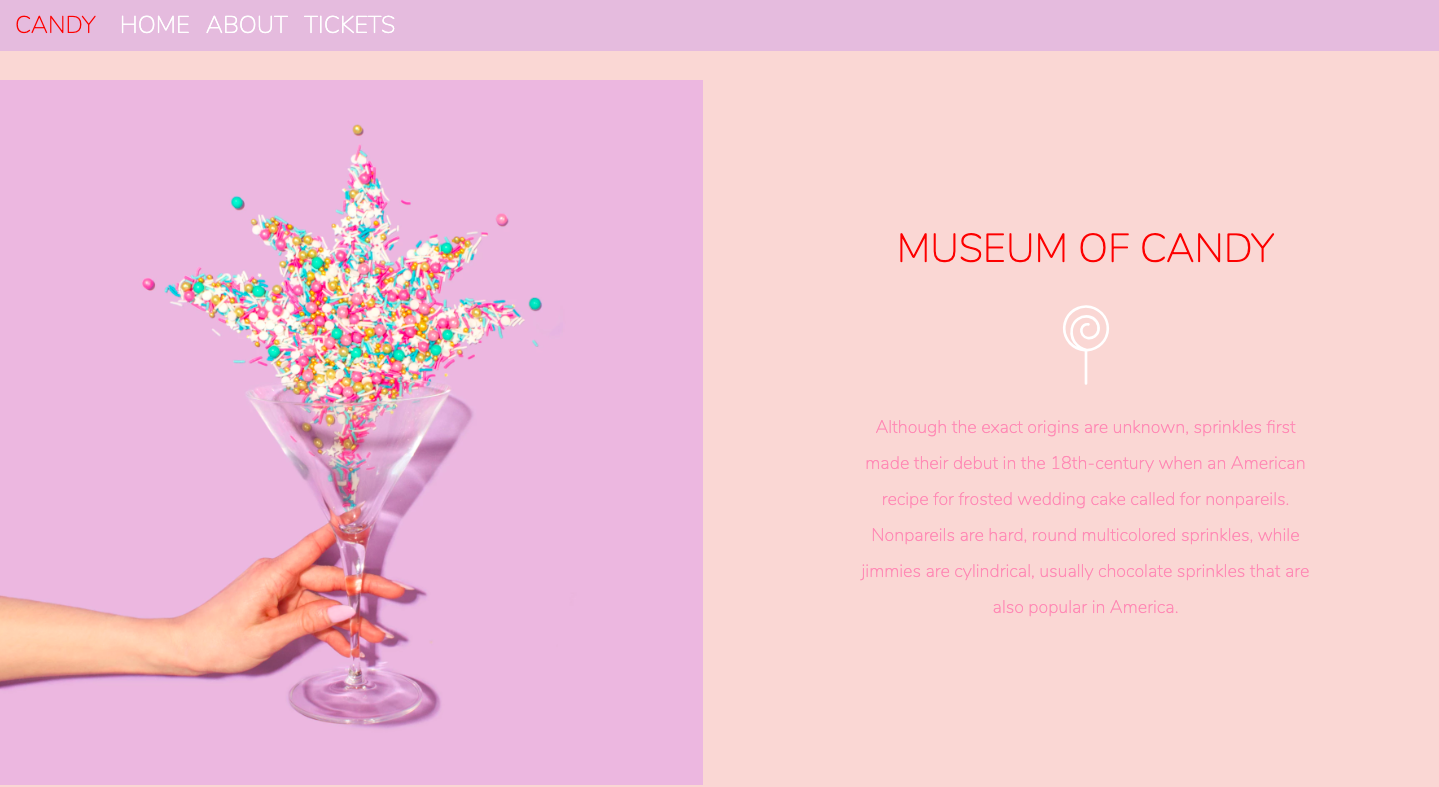 CANDY HOME ABOUT TICKETS
MUSEUM OF CANDY
Although the exact origins are unknown, sprinkles first
made their debut in the 18th-century when an American
recipe for frosted wedding cake called for nonpareils.
Nonpareils are hard, round multicolored sprinkles, while
jimmies are cylindrical, usually chocolate sprinkles that are
also popular in America.